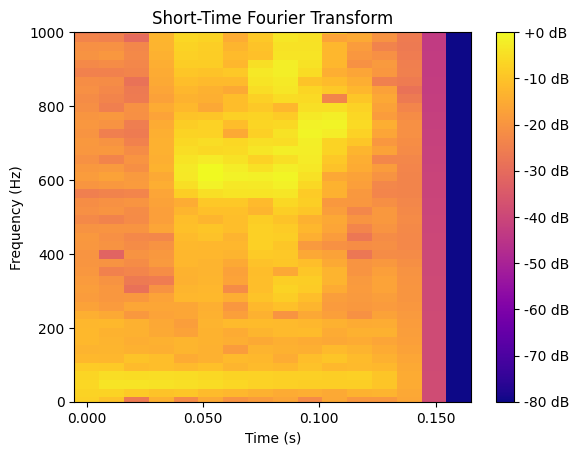 Short-Time Fourier Transform
1000
800
600
400
200
0
Frequency (Hz)
0.000
0.050
0.100
0.150
Time (s)
+0 dB
-10 dB
-20 dB
-30 dB
-40 dB
-50 dB
-60 dB
-70 dB
-80 dB